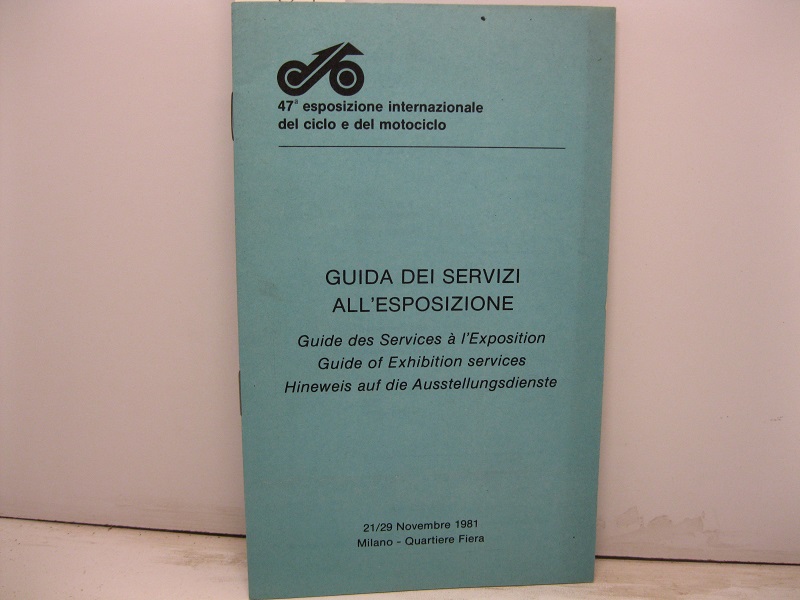 47ª esposizione internazionale
del ciclo e del motociclo
GUIDA DEI SERVIZI
ALL'ESPOSIZIONE
Guide des Services à l'Exposition
Guide of Exhibition services
Hineweis auf die Ausstellungsdienste
21/29 Novembre 1981
Milano - Quartiere Fiera